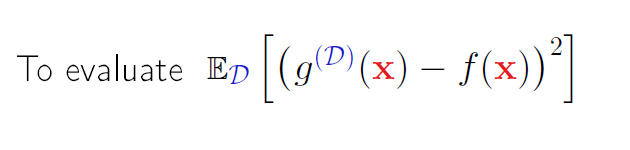 To evaluate 𝔼_𝒟 [(g^(𝒟)(𝐱) − f(𝐱))²]